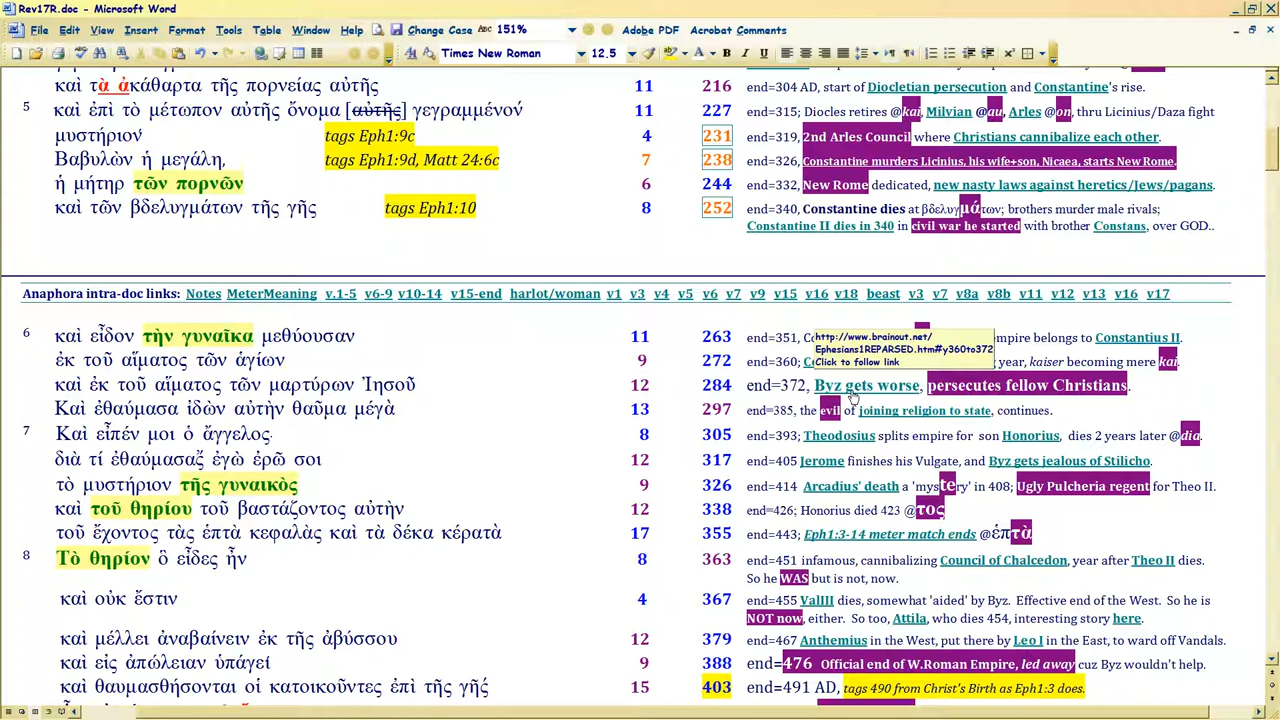 Rev17R.doc - Microsoft Word
File Edit View Insert Format Tools Table Window Help Change Case 151% Adobe PDF Acrobat Comments
Times New Roman 12.5
καὶ τὰ ἀκάθαρτα τῆς πορνείας αὐτῆς 11 216 end=304 AD, start of Diocletian persecution and Constantine's rise.
5 καὶ ἐπὶ τὸ μέτωπον αὐτῆς ὄνομα [αὐτῆς] γεγραμμένον 11 227 end=315; Diocles retires @kai, Milvian @au, Arles @on, thru Licinius/Daza fight
μυστήριον 4 231 end=319, 2nd Arles Council where Christians cannibalize each other.
tags Eph1:9c
Βαβυλὼν ἡ μεγάλη, tags Eph1:9d, Matt 24:6c 7 238 end=326, Constantine murders Licinius, his wife+son, Nicaea, starts New Rome.
ἡ μήτηρ τῶν πορνῶν 6 244 end=332, New Rome dedicated, new nasty laws against heretics/Jews/pagans.
καὶ τῶν βδελυγμάτων τῆς γῆς tags Eph1:10 8 252 end=340, Constantine dies at βδελυγμάτων; brothers murder male rivals;
Constantine II dies in 340 in civil war he started with brother Constans, over GOD..
Anaphora intra-doc links: Notes MeterMeaning v.1-5 v6-9 v10-14 v15-end harlot/woman v1 v3 v4 v5 v6 v7 v9 v15 v16 v18 beast v3 v7 v8a v8b v11 v12 v13 v16 v17
6 καὶ εἶδον τὴν γυναῖκα μεθύουσαν 11 263 end=351, empire belongs to Constantius II.
http://www.brainout.net/
Ephesians1REPARSED.htm#y360to372
Click to follow link
ἐκ τοῦ αἵματος τῶν ἁγίων 9 272 end=360; year, kaiser becoming mere kai.
καὶ ἐκ τοῦ αἵματος τῶν μαρτύρων Ἰησοῦ 12 284 end=372, Byz gets worse, persecutes fellow Christians.
Καὶ ἐθαύμασα ἰδὼν αὐτὴν θαῦμα μέγὰ 13 297 end=385, the evil of joining religion to state, continues.
7 Καὶ εἶπέν μοι ὁ ἄγγελος· 8 305 end=393; Theodosius splits empire for son Honorius, dies 2 years later @dia.
διὰ τί ἐθαύμασαξ ἐγὼ ἐρῶ σοι 12 317 end=405 Jerome finishes his Vulgate, and Byz gets jealous of Stilicho.
τὸ μυστήριον τῆς γυναικὸς 9 326 end=414 Arcadius' death a 'mystery' in 408; Ugly Pulcheria regent for Theo II.
καὶ τοῦ θηρίου τοῦ βαστάζοντος αὐτὴν 12 338 end=426; Honorius died 423 @τος
τοῦ ἔχοντος τὰς ἑπτὰ κεφαλὰς καὶ τὰ δέκα κέρατὰ 17 355 end=443; Eph1:3-14 meter match ends @ἑπτὰ
8 Τὸ θηρίον ὃ εἶδες ἦν 8 363 end=451 infamous, cannibalizing Council of Chalcedon, year after Theo II dies.
So he WAS but is not, now.
καὶ οὐκ ἔστιν 4 367 end=455 ValIII dies, somewhat 'aided' by Byz. Effective end of the West. So he is
NOT now, either. So too, Attila, who dies 454, interesting story here.
καὶ μέλλει ἀναβαίνειν ἐκ τῆς ἀβύσσου 12 379 end=467 Anthemius in the West, put there by Leo I in the East, to ward off Vandals.
καὶ εἰς ἀπώλειαν ὑπάγεί 9 388 end=476 Official end of W.Roman Empire, led away cuz Byz wouldn't help.
καὶ θαυμασθήσονται οἱ κατοικοῦντες ἐπὶ τῆς γῆς 15 403 end=491 AD, tags 490 from Christ's Birth as Eph1:3 does.